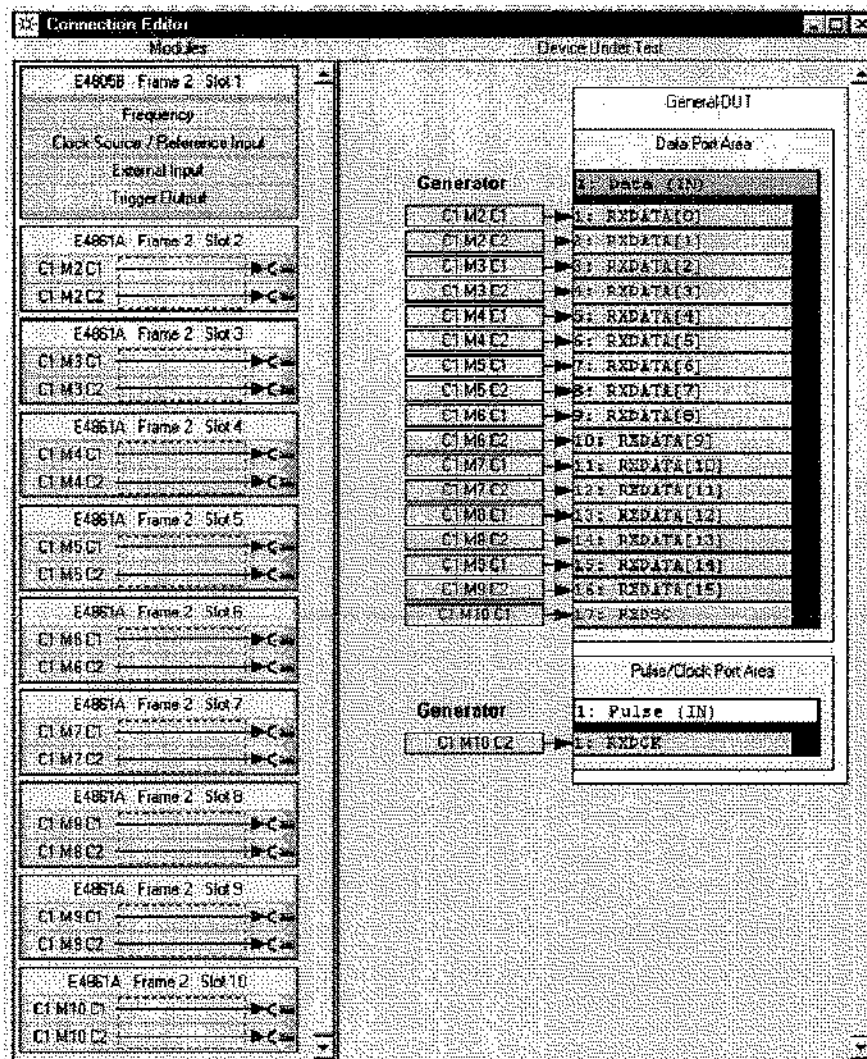 Connection Editor
Modules
Device Under Test
E4805B Frame 2 Slot 1
Frequency
Clock Source / Reference Input
External Input
Trigger Output
E4861A Frame 2 Slot 2
C1 M2 C1
C1 M2 C2
E4861A Frame 2 Slot 3
C1 M3 C1
C1 M3 C2
E4861A Frame 2 Slot 4
C1 M4 C1
C1 M4 C2
E4861A Frame 2 Slot 5
C1 M5 C1
C1 M5 C2
E4861A Frame 2 Slot 6
C1 M6 C1
C1 M6 C2
E4861A Frame 2 Slot 7
C1 M7 C1
C1 M7 C2
E4861A Frame 2 Slot 8
C1 M8 C1
C1 M8 C2
E4861A Frame 2 Slot 9
C1 M9 C1
C1 M9 C2
E4861A Frame 2 Slot 10
C1 M10 C1
C1 M10 C2
General DUT
Data Port Area
Generator
1: Data (IN)
C1 M2 C1 1: RXDATA[0]
C1 M2 C2 2: RXDATA[1]
C1 M3 C1 3: RXDATA[2]
C1 M3 C2 4: RXDATA[3]
C1 M4 C1 5: RXDATA[4]
C1 M4 C2 6: RXDATA[5]
C1 M5 C1 7: RXDATA[6]
C1 M5 C2 8: RXDATA[7]
C1 M6 C1 9: RXDATA[8]
C1 M6 C2 10: RXDATA[9]
C1 M7 C1 11: RXDATA[10]
C1 M7 C2 12: RXDATA[11]
C1 M8 C1 13: RXDATA[12]
C1 M8 C2 14: RXDATA[13]
C1 M9 C1 15: RXDATA[14]
C1 M9 C2 16: RXDATA[15]
C1 M10 C1 17: RXDSC
Pulse/Clock Port Area
Generator
1: Pulse (IN)
C1 M10 C2 1: RXDCK